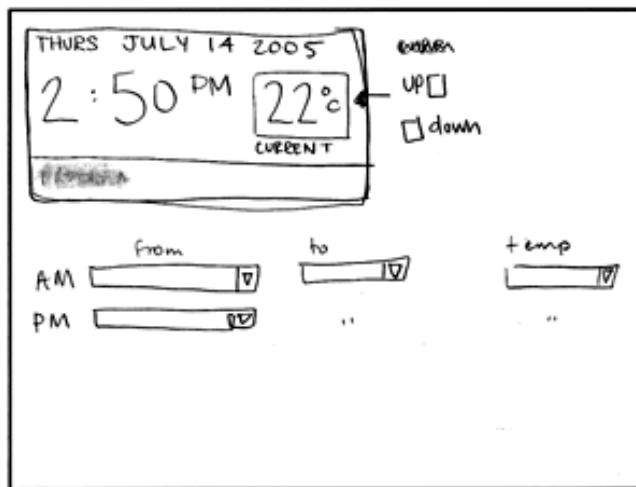 THURS JULY 14 2005
2:50 PM 22°C
CURRENT
UP
down
from to temp
AM
PM " "